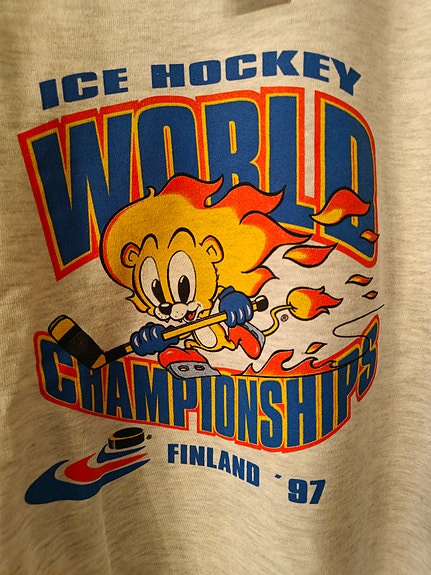 ICE HOCKEY
WORLD
CHAMPIONSHIPS
®
®
FINLAND '97